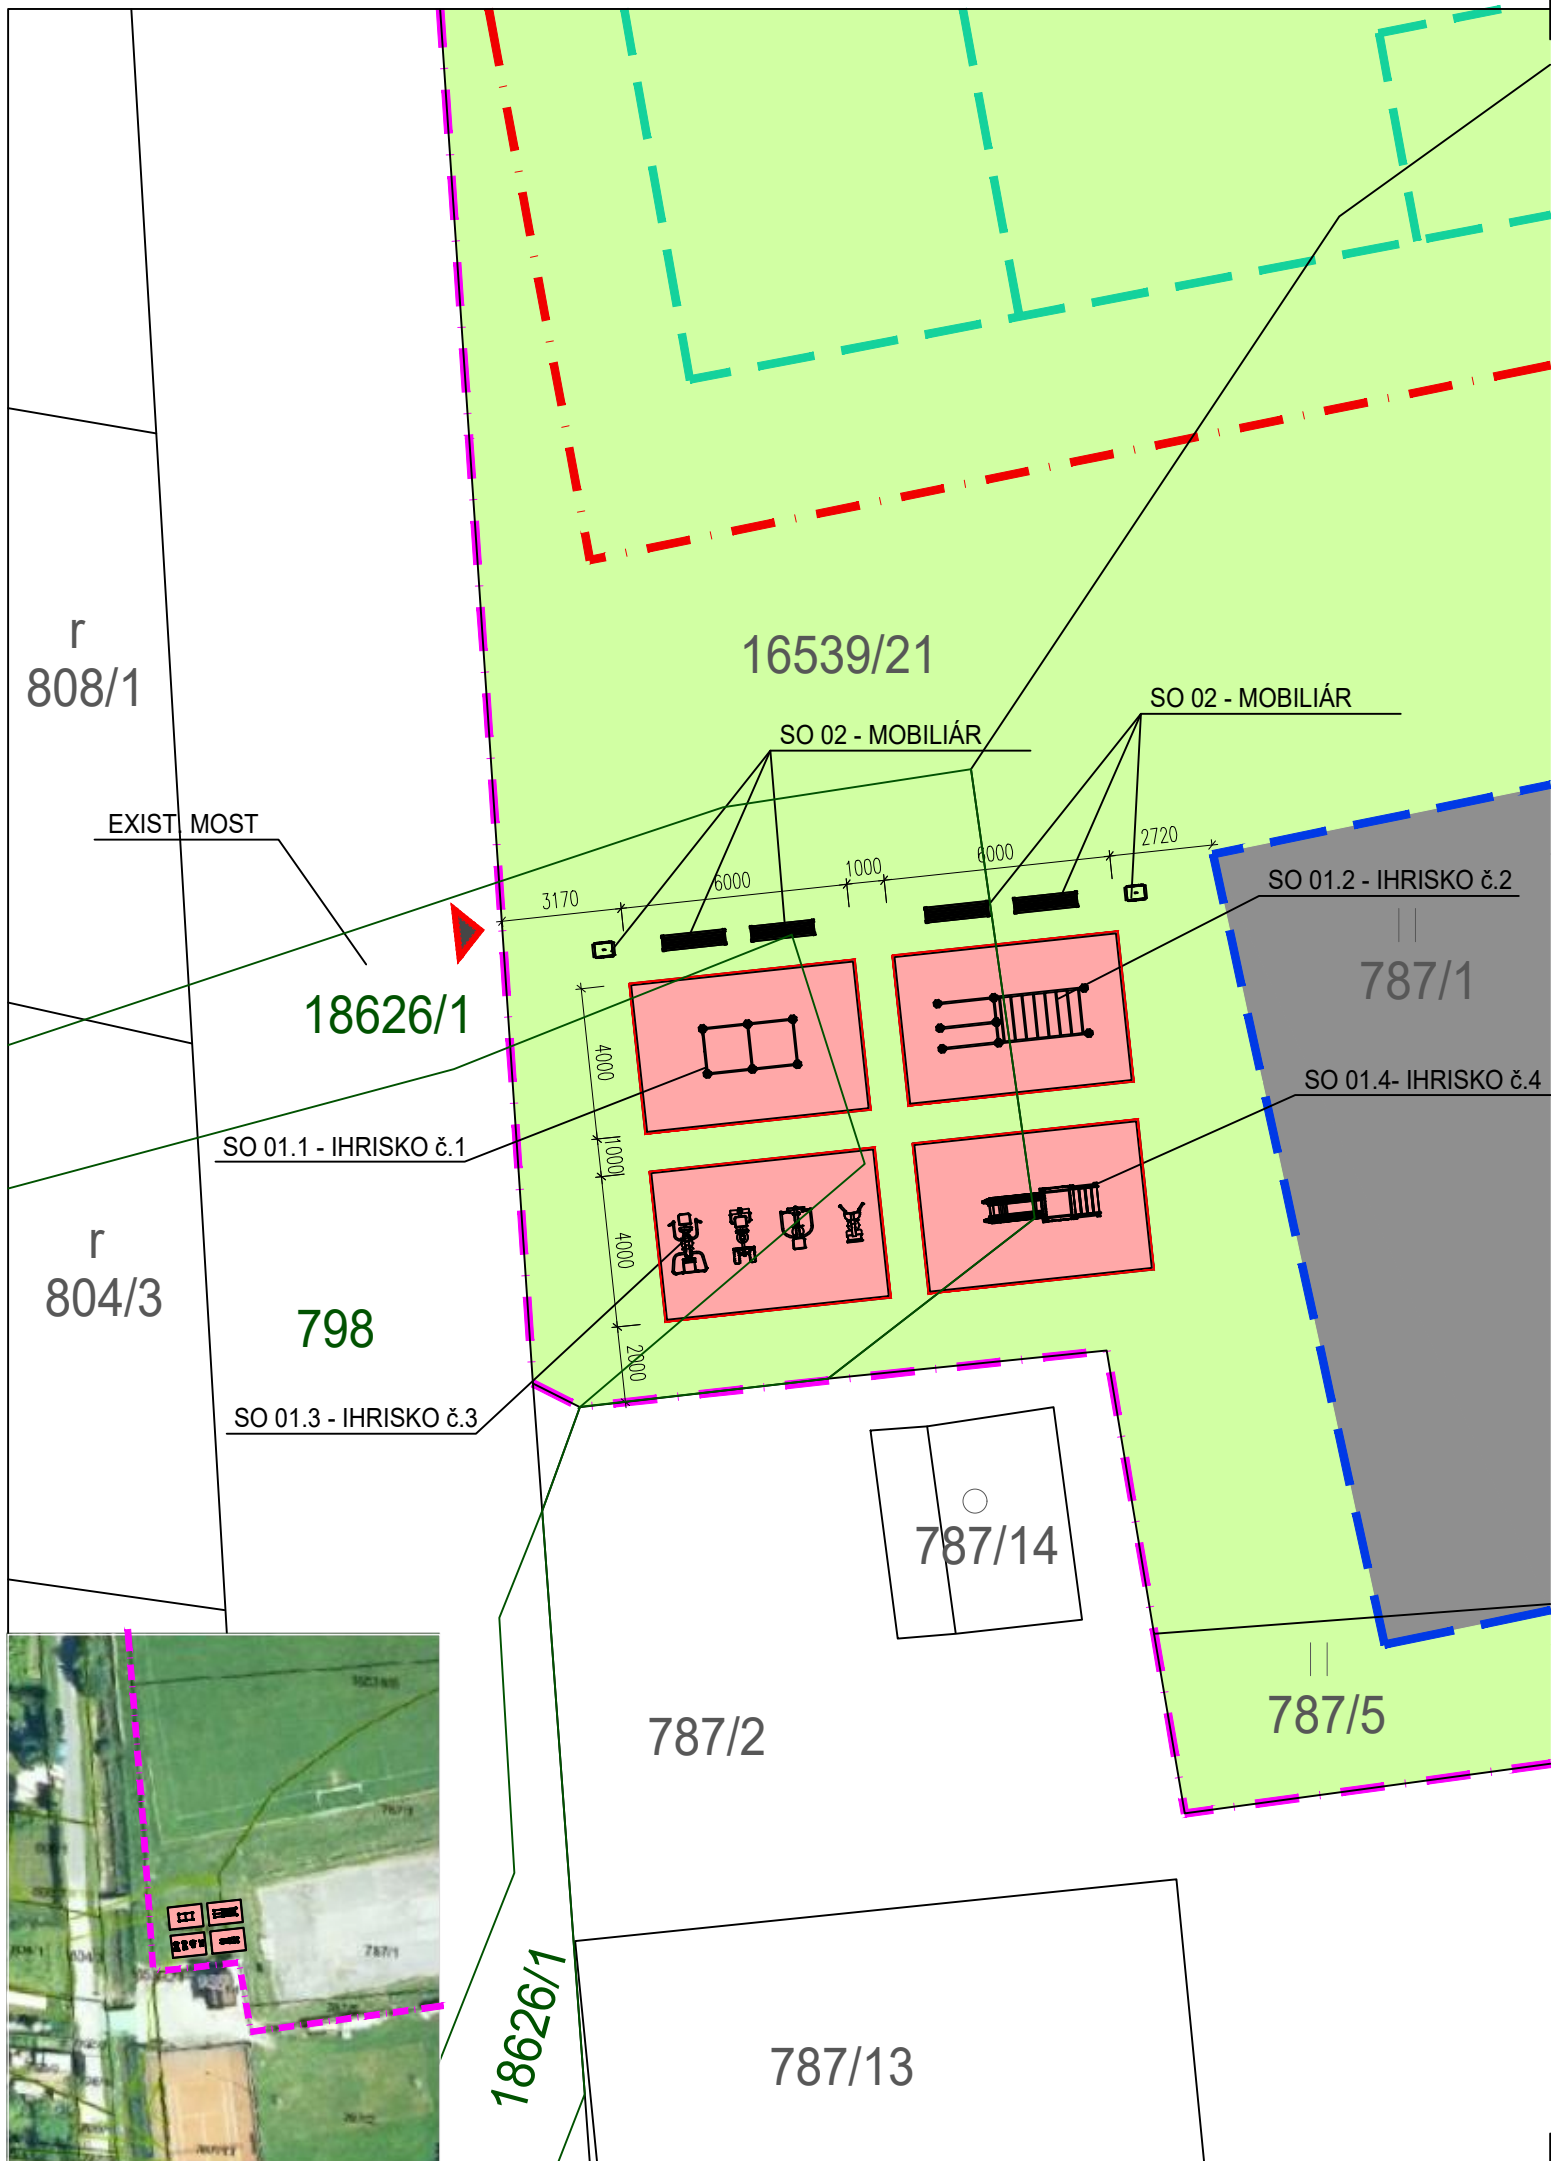 r
808/1
16539/21
SO 02 - MOBILIÁR
SO 02 - MOBILIÁR
EXIST. MOST
3170
6000
1000
6000
2720
SO 01.2 - IHRISKO č.2
787/1
18626/1
4000
SO 01.4- IHRISKO č.4
SO 01.1 - IHRISKO č.1
1000
r
804/3
798
4000
2000
SO 01.3 - IHRISKO č.3
787/14
787/5
787/2
18626/1
787/13
787/1